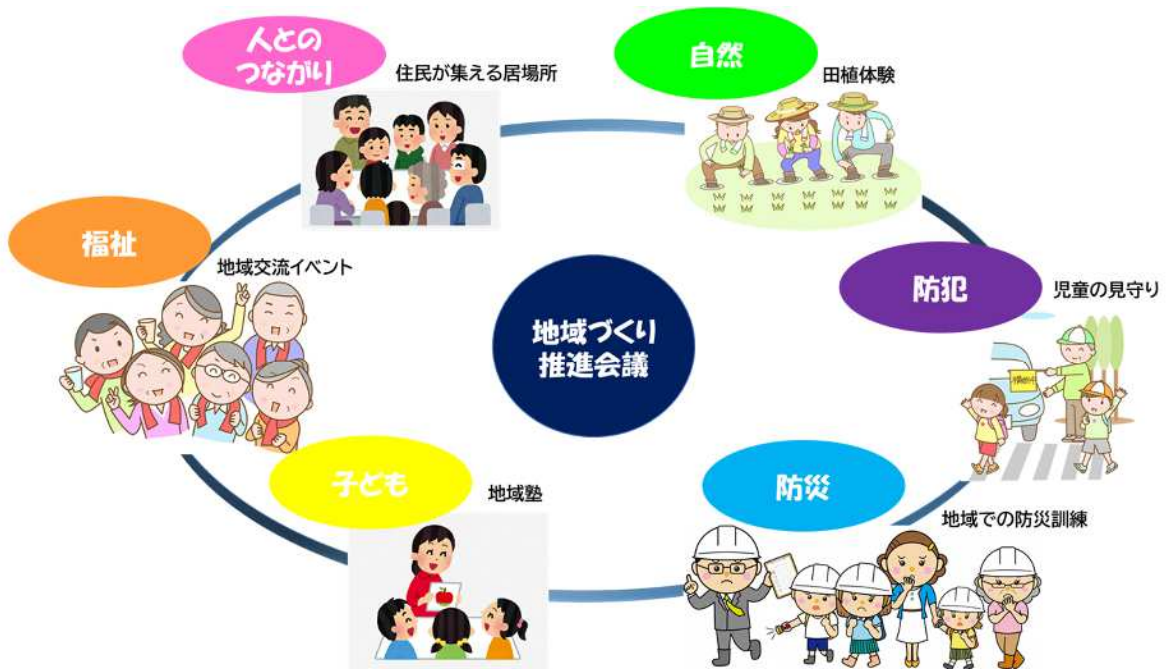 人との
つながり
住民が集える居場所
自然
田植体験
福祉
地域交流イベント
防犯
児童の見守り
地域づくり
推進会議
子ども
地域塾
防災
地域での防災訓練